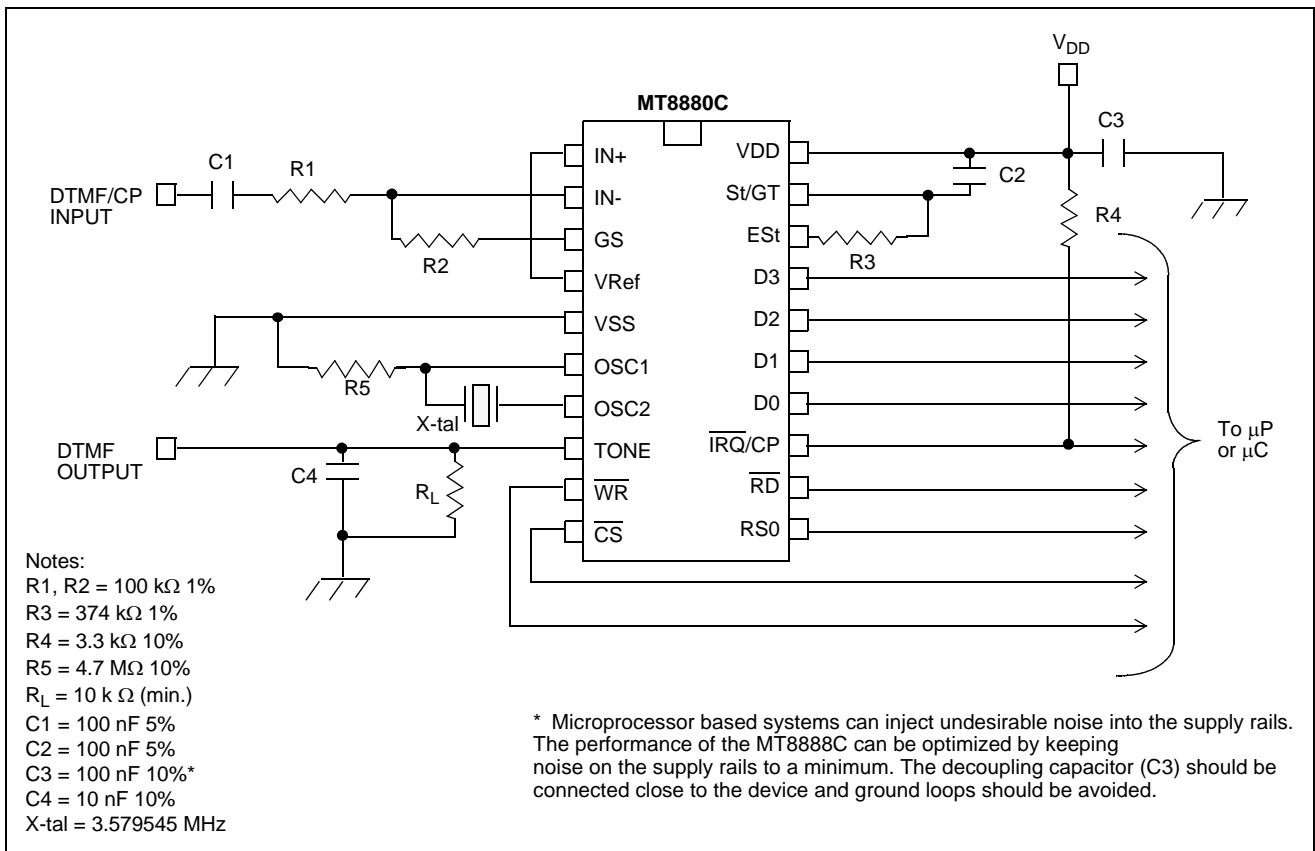 VDD
MT8880C
C3
C1
R1
DTMF/CP
INPUT
IN+
VDD
IN-
St/GT
C2
R4
GS
ESt
R2
R3
VRef
D3
VSS
D2
OSC1
D1
R5
OSC2
D0
X-tal
DTMF
OUTPUT
TONE
IRQ/CP
To μP
or μC
C4
RL
WR
RD
CS
RS0
Notes:
R1, R2 = 100 kΩ 1%
R3 = 374 kΩ 1%
R4 = 3.3 kΩ 10%
R5 = 4.7 MΩ 10%
RL = 10 k Ω (min.)
C1 = 100 nF 5%
C2 = 100 nF 5%
C3 = 100 nF 10%*
C4 = 10 nF 10%
X-tal = 3.579545 MHz
* Microprocessor based systems can inject undesirable noise into the supply rails.
The performance of the MT8888C can be optimized by keeping
noise on the supply rails to a minimum. The decoupling capacitor (C3) should be
connected close to the device and ground loops should be avoided.